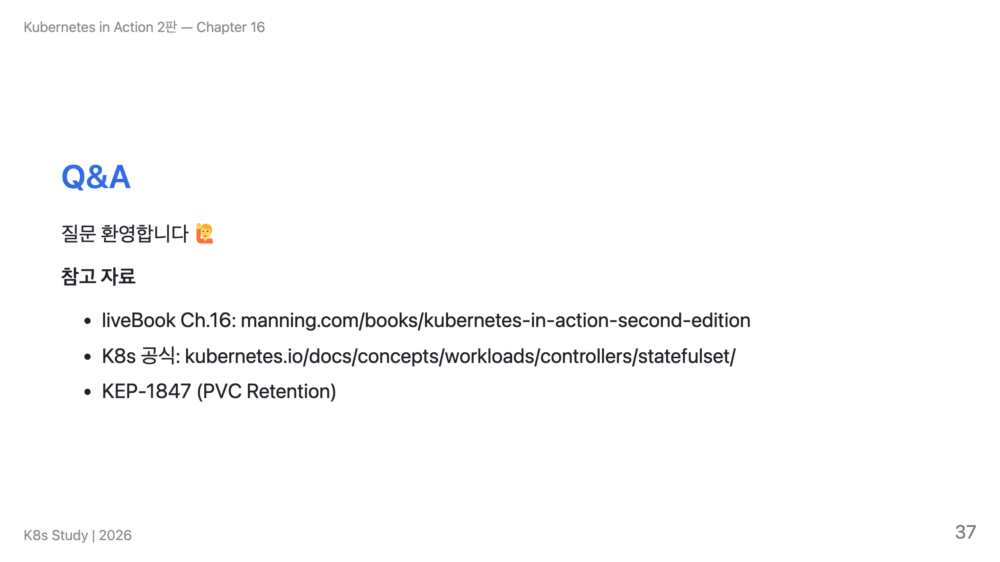 Kubernetes in Action 2판 — Chapter 16
Q&A
질문 환영합니다 🙋
참고 자료
• liveBook Ch.16: manning.com/books/kubernetes-in-action-second-edition
• K8s 공식: kubernetes.io/docs/concepts/workloads/controllers/statefulset/
• KEP-1847 (PVC Retention)
K8s Study | 2026
37